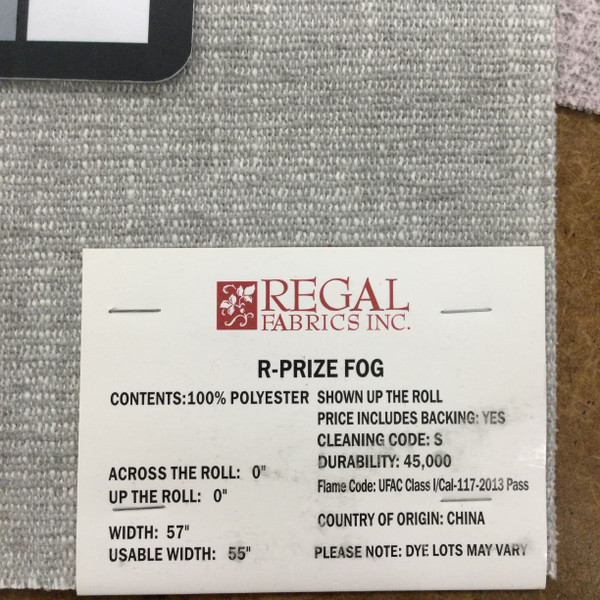 REGAL
FABRICS INC.
R-PRIZE FOG
CONTENTS:100% POLYESTER
SHOWN UP THE ROLL
PRICE INCLUDES BACKING: YES
CLEANING CODE: S
DURABILITY: 45,000
ACROSS THE ROLL: 0"
UP THE ROLL: 0"
Flame Code: UFAC Class I/Cal-117-2013 Pass
WIDTH: 57"
COUNTRY OF ORIGIN: CHINA
USABLE WIDTH: 55"
PLEASE NOTE: DYE LOTS MAY VARY